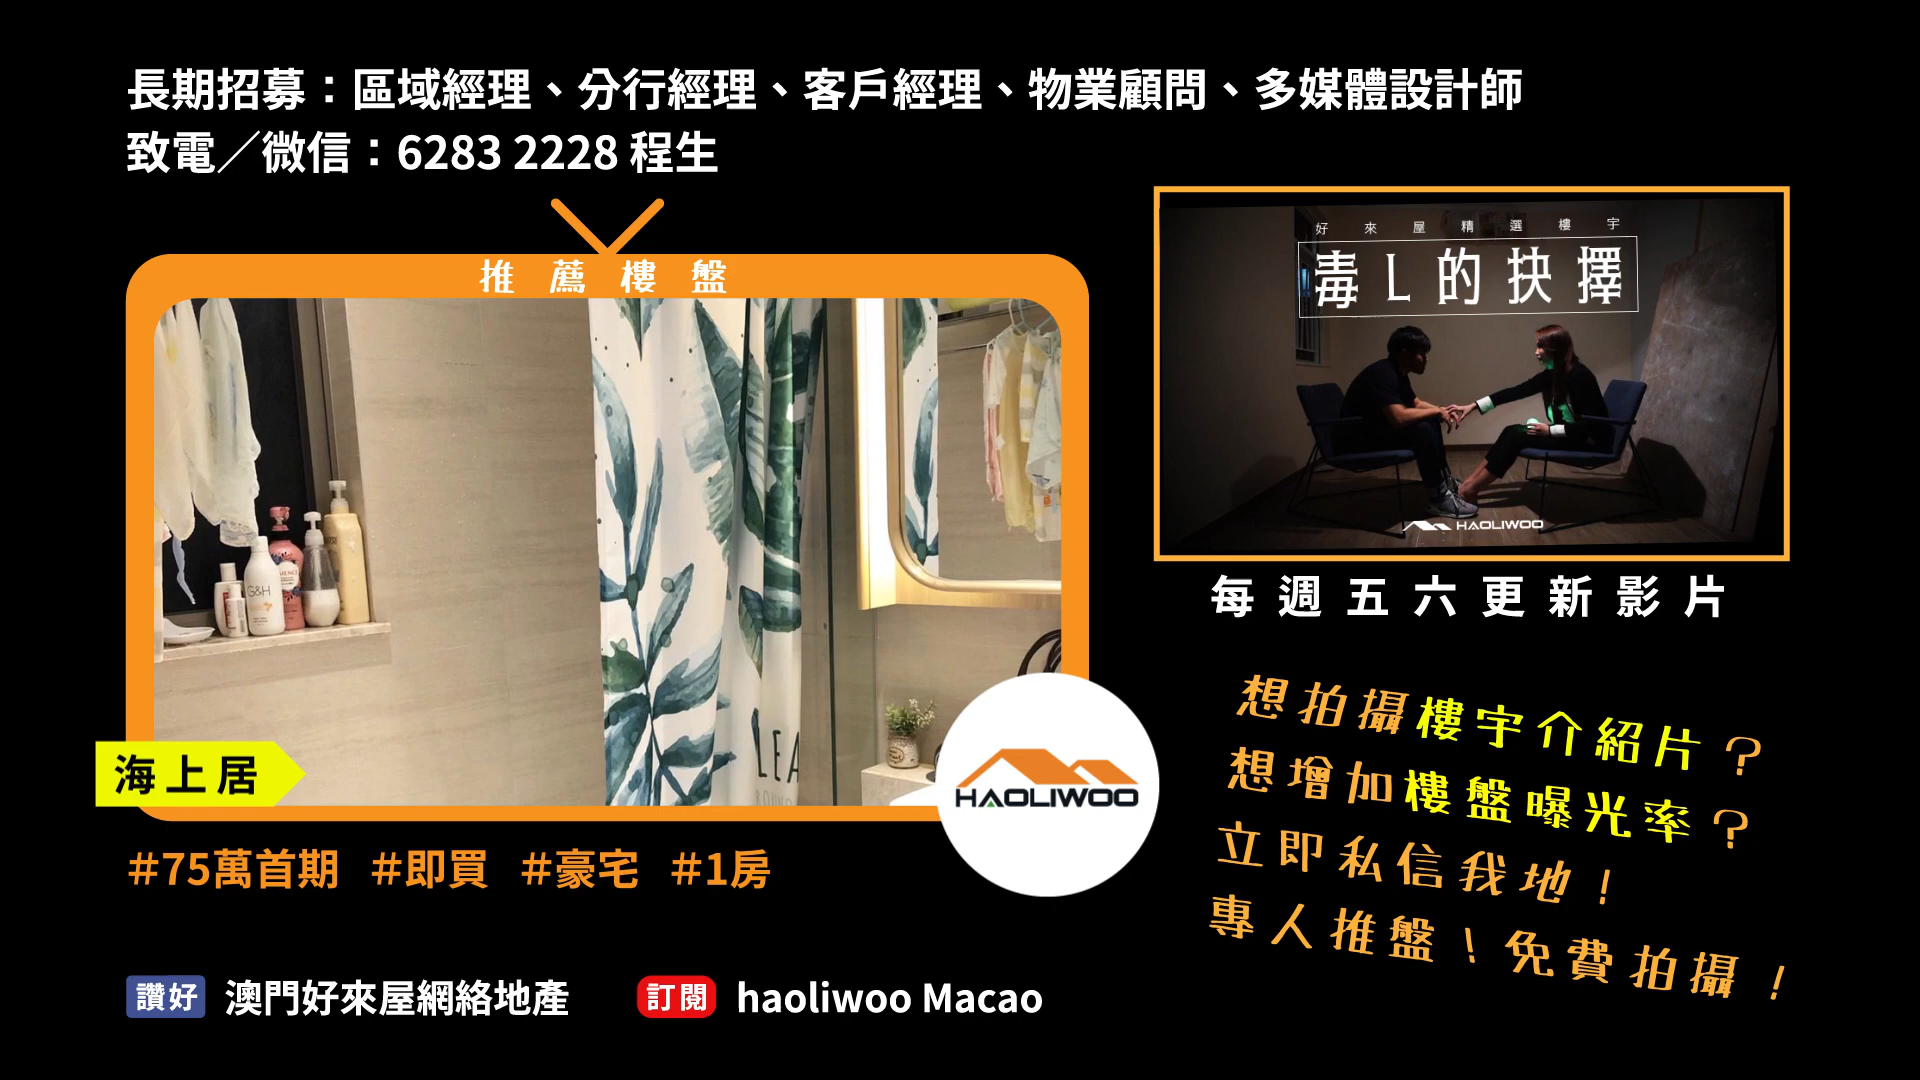 長期招募：區域經理、分行經理、客戶經理、物業顧問、多媒體設計師
致電／微信：6283 2228 程生
推薦樓盤
好來屋精選樓宇
毒L的抉擇
HAOLIWOO
每週五六更新影片
G&H
LEA
海上居
HAOLIWOO
#75萬首期 #即買 #豪宅 #1房
想拍攝樓宇介紹片？
想增加樓盤曝光率？
立即私信我地！
專人推盤！免費拍攝！
讚好 澳門好來屋網絡地產
訂閱 haoliwoo Macao